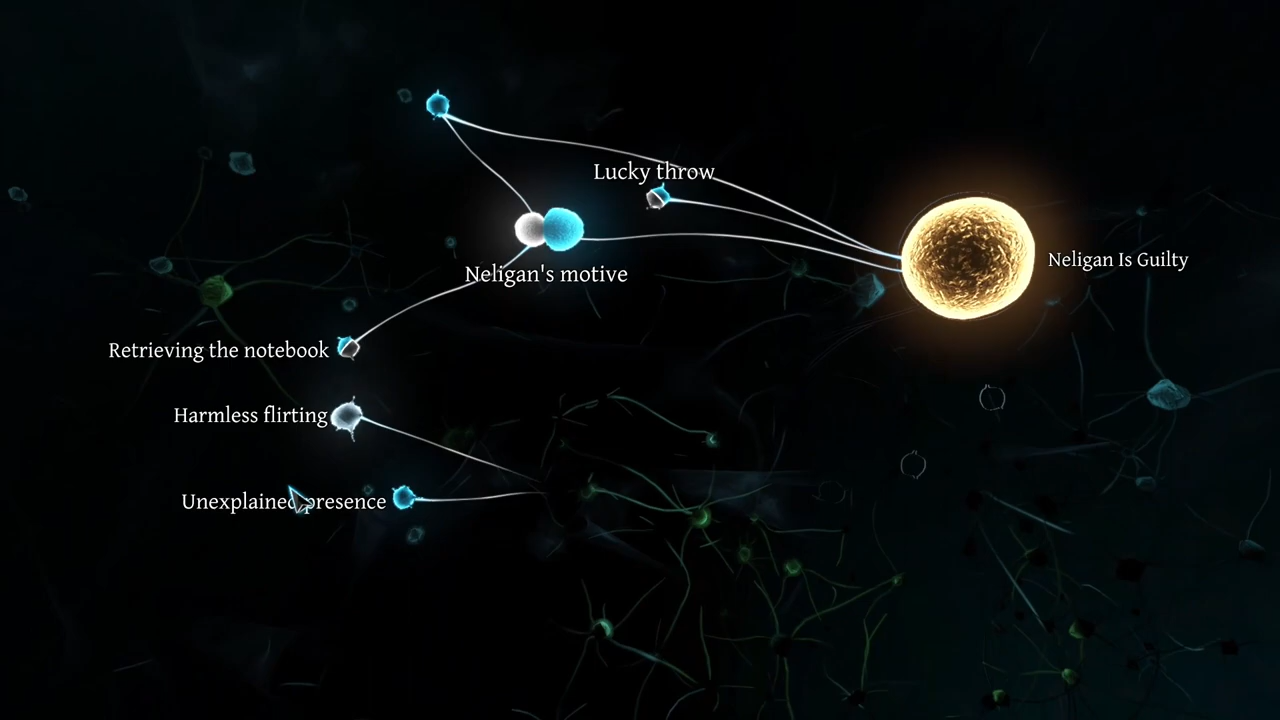 Lucky throw
Neligan Is Guilty
Neligan's motive
Retrieving the notebook
Harmless flirting
Unexplained presence